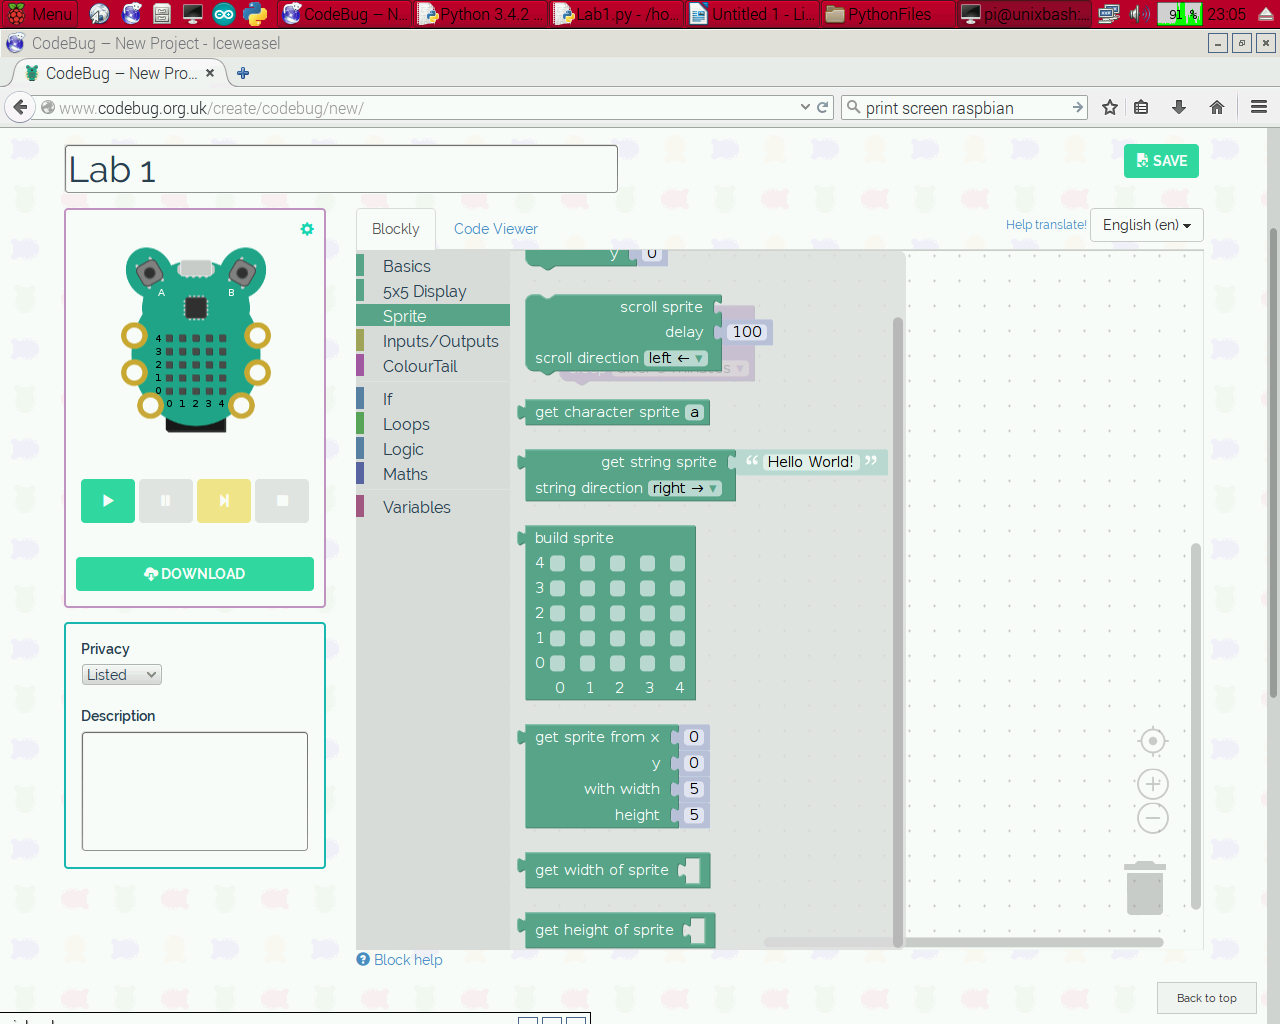 Menu
CodeBug – N...
Python 3.4.2 ...
Lab1.py - /ho...
Untitled 1 - Li...
PythonFiles
pi@unixbash:...
91 %
23:05
CodeBug – New Project - Iceweasel
CodeBug – New Pro...
www.codebug.org.uk/create/codebug/new/
print screen raspbian
Lab 1
SAVE
A
B
4
3
2
1
0
0 1 2 3 4
DOWNLOAD
Privacy
Listed
Description
Blockly
Code Viewer
Help translate!
English (en)
Basics
5x5 Display
Sprite
Inputs/Outputs
ColourTail
If
Loops
Logic
Maths
Variables
y 0
scroll sprite
delay 100
scroll direction left ←
get character sprite a
get string sprite “ Hello World! ”
string direction right →
build sprite
4
3
2
1
0
0 1 2 3 4
get sprite from x 0
y 0
with width 5
height 5
get width of sprite
get height of sprite
Block help
Back to top